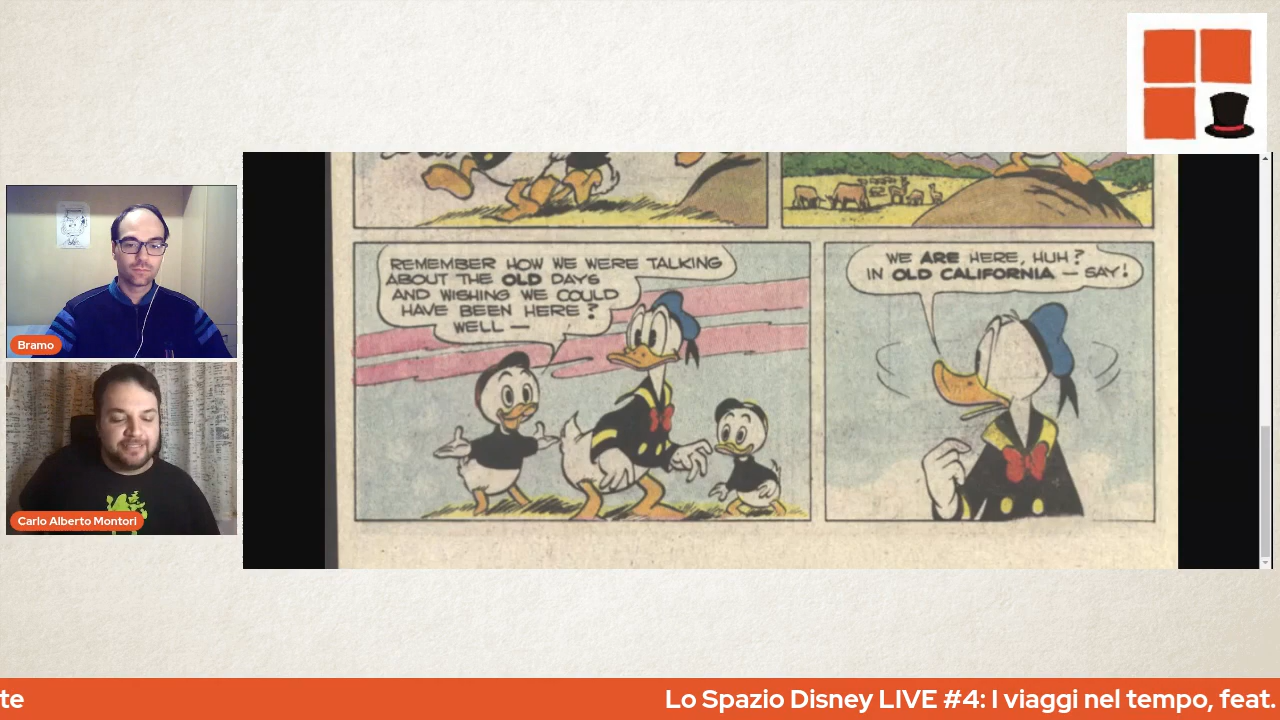 REMEMBER HOW WE WERE TALKING
ABOUT THE OLD DAYS
AND WISHING WE COULD
HAVE BEEN HERE?
WELL —
WE ARE HERE, HUH?
IN OLD CALIFORNIA — SAY!
Bramo
Carlo Alberto Montori
te
Lo Spazio Disney LIVE #4: I viaggi nel tempo, feat.